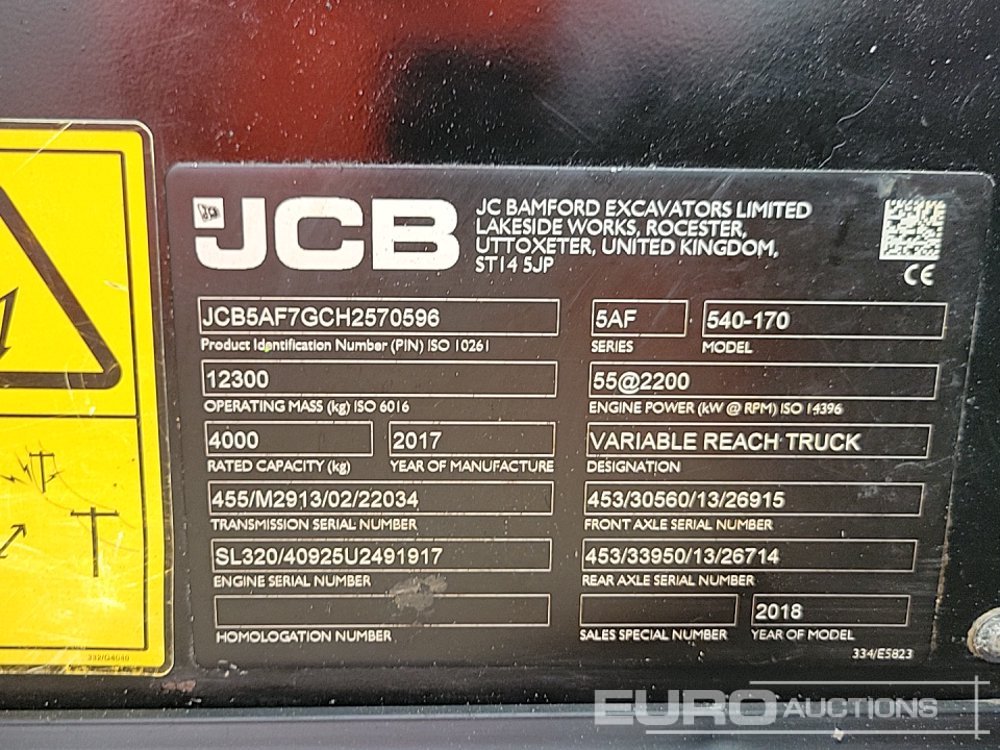 JCB
JC BAMFORD EXCAVATORS LIMITED
LAKESIDE WORKS, ROCESTER,
UTTOXETER, UNITED KINGDOM,
ST14 5JP
CE
JCB5AF7GCH2570596
Product Identification Number (PIN) ISO 10261
5AF
SERIES
540-170
MODEL
12300
OPERATING MASS (kg) ISO 6016
55@2200
ENGINE POWER (kW @ RPM) ISO 14396
4000
RATED CAPACITY (kg)
2017
YEAR OF MANUFACTURE
VARIABLE REACH TRUCK
DESIGNATION
455/M2913/02/22034
TRANSMISSION SERIAL NUMBER
453/30560/13/26915
FRONT AXLE SERIAL NUMBER
SL320/40925U2491917
ENGINE SERIAL NUMBER
453/33950/13/26714
REAR AXLE SERIAL NUMBER
HOMOLOGATION NUMBER
SALES SPECIAL NUMBER
2018
YEAR OF MODEL
334/E5823
EURO AUCTIONS